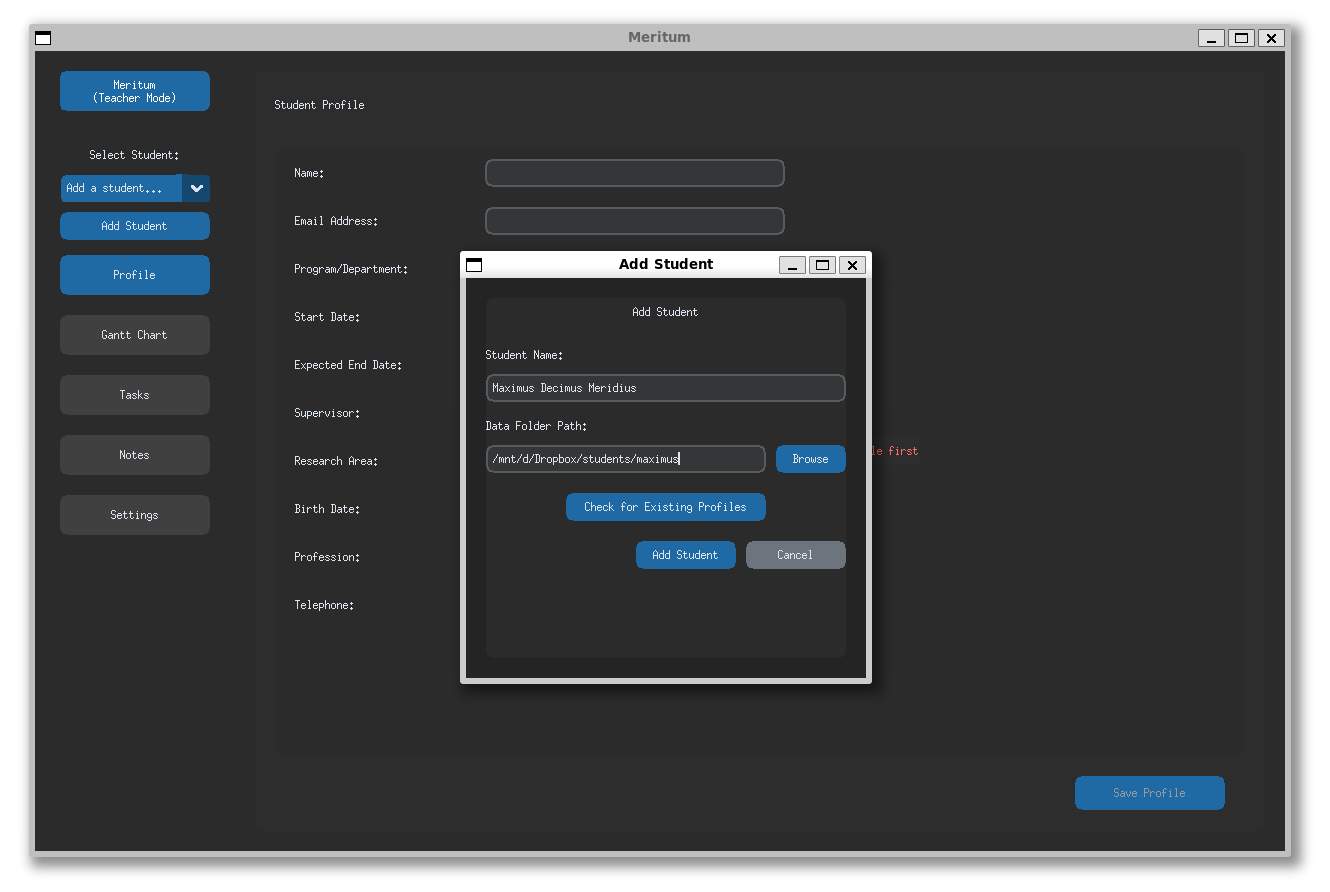 Meritum
Meritum
(Teacher Mode)
Select Student:
Add a student...
Add Student
Profile
Gantt Chart
Tasks
Notes
Settings
Student Profile
Name:
Email Address:
Program/Department:
Start Date:
Expected End Date:
Supervisor:
Research Area:
Birth Date:
Profession:
Telephone:
first
Save Profile
Add Student
Add Student
Student Name:
Maximus Decimus Meridius
Data Folder Path:
/mnt/d/Dropbox/students/maximus
Browse
Check for Existing Profiles
Add Student
Cancel